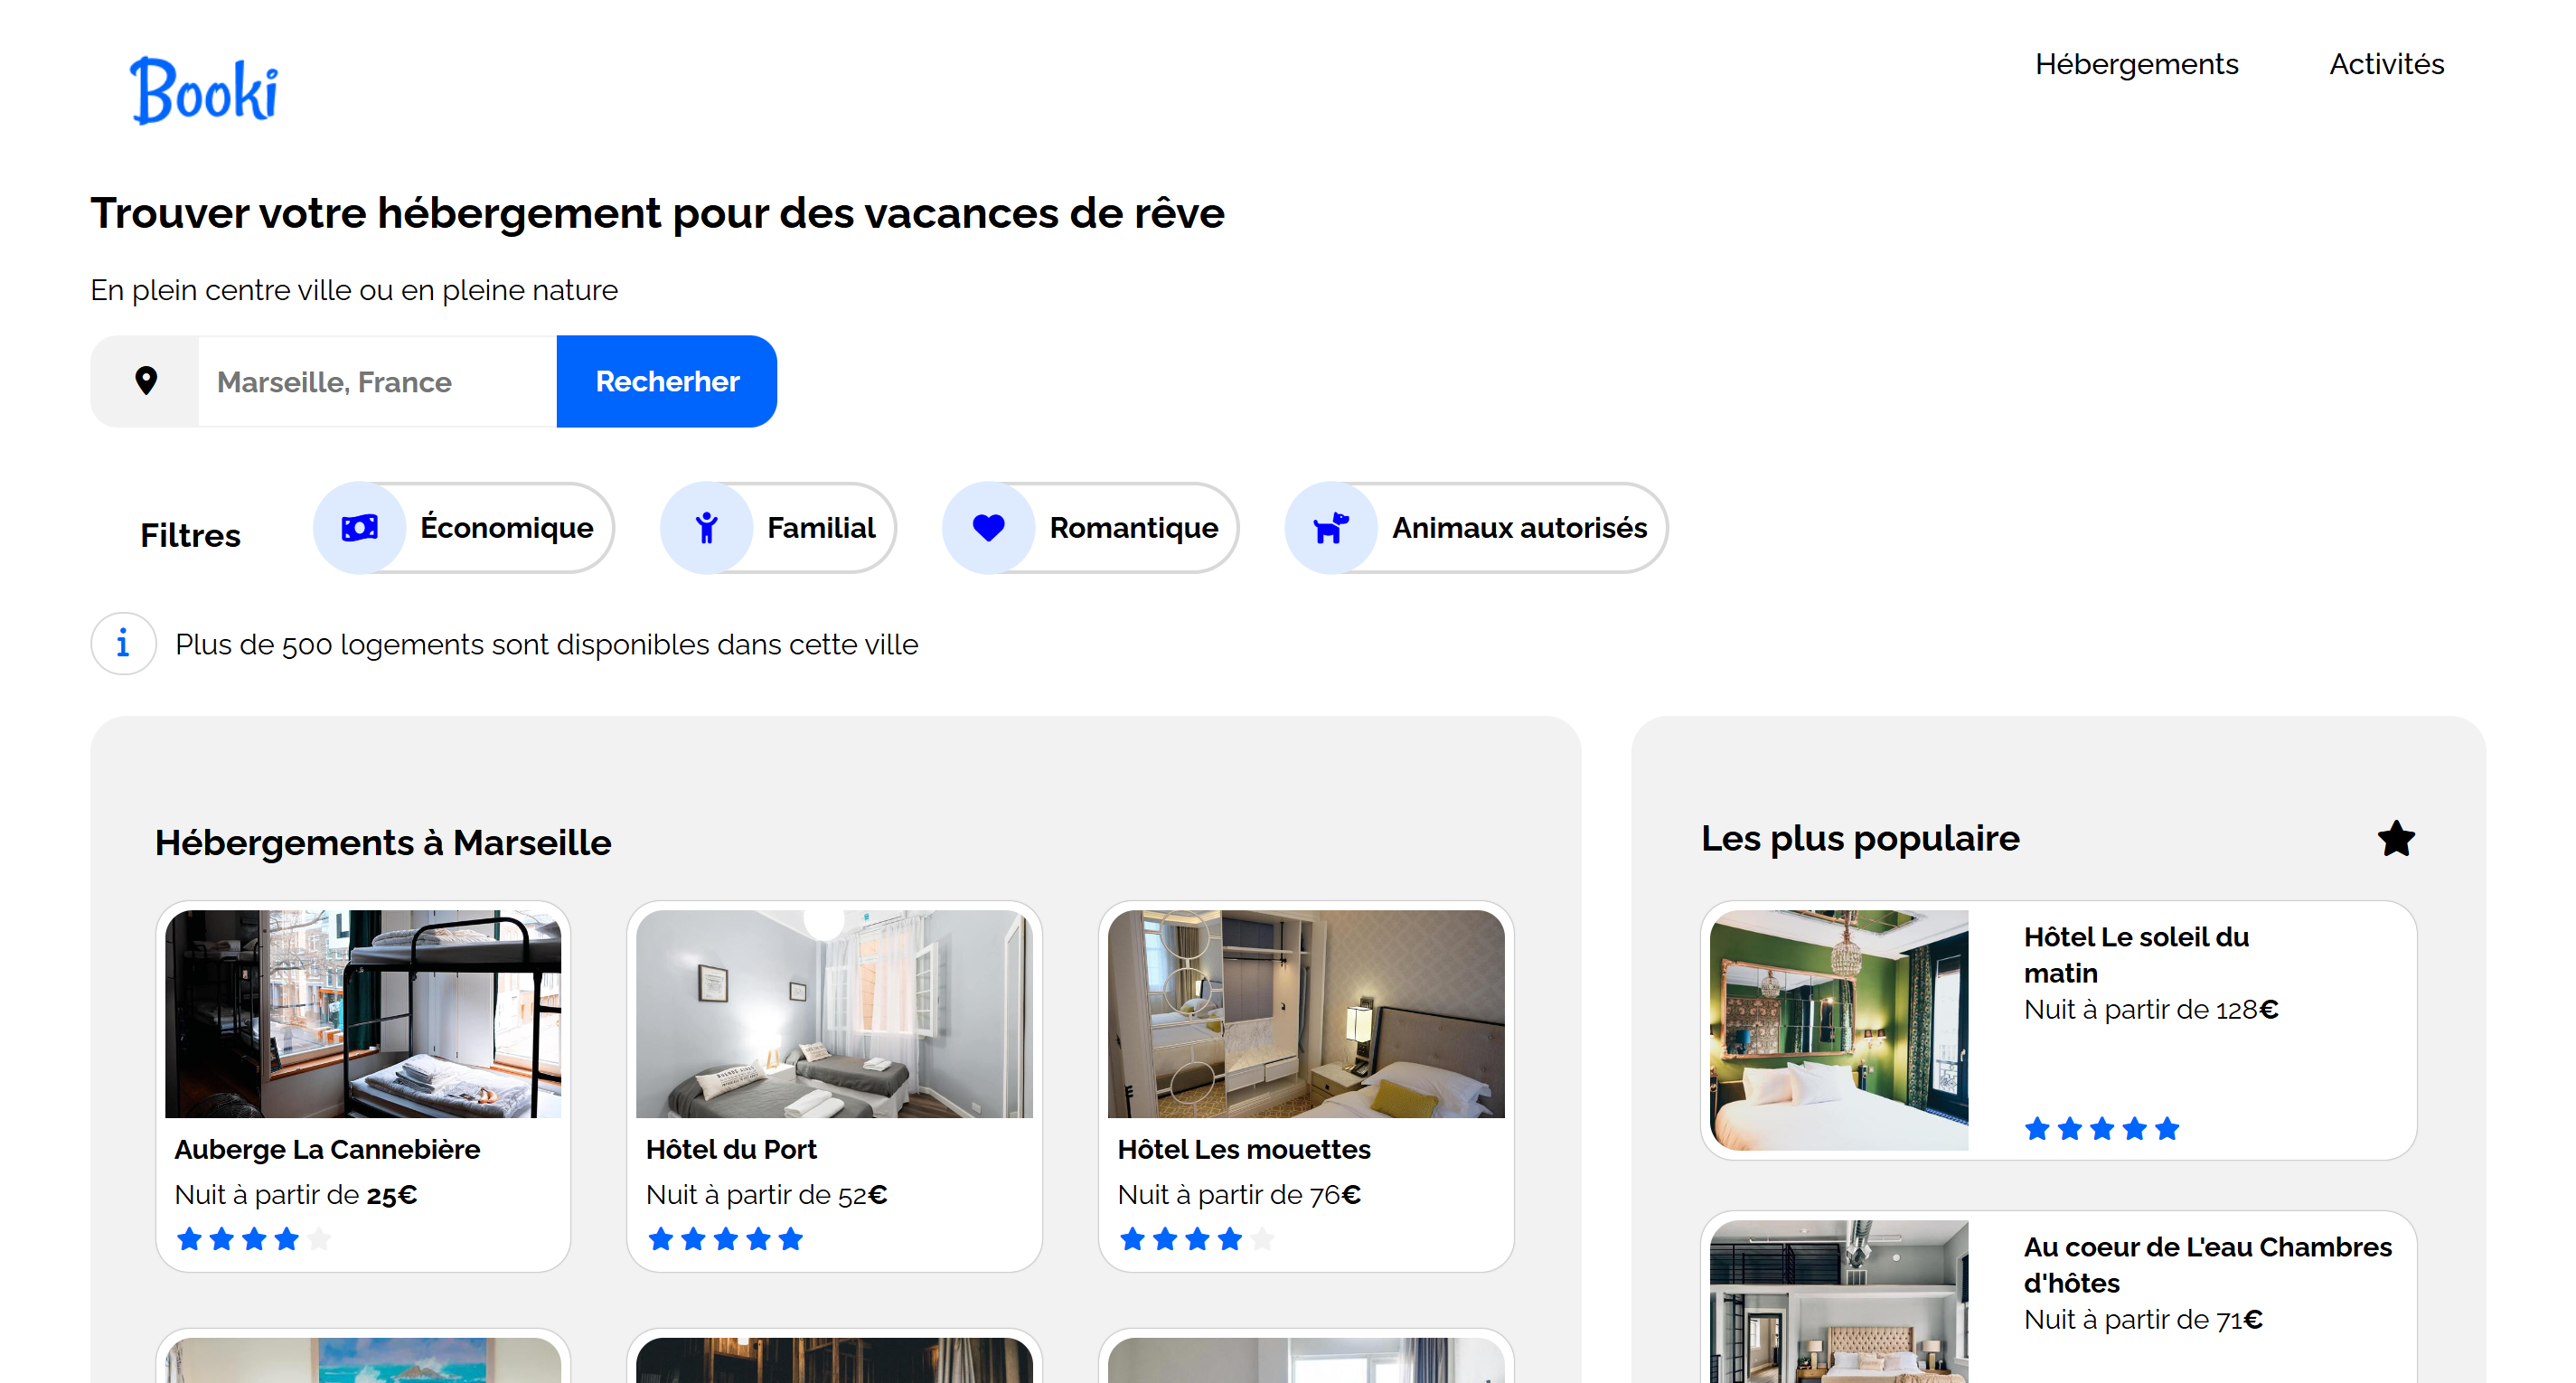 Booki
Hébergements
Activités
Trouver votre hébergement pour des vacances de rêve
En plein centre ville ou en pleine nature
Marseille, France
Recherher
Filtres
Économique
Familial
Romantique
Animaux autorisés
Plus de 500 logements sont disponibles dans cette ville
Hébergements à Marseille
Auberge La Cannebière
Nuit à partir de 25€
Hôtel du Port
Nuit à partir de 52€
Hôtel Les mouettes
Nuit à partir de 76€
Les plus populaire
Hôtel Le soleil du
matin
Nuit à partir de 128€
Au coeur de L'eau Chambres
d'hôtes
Nuit à partir de 71€